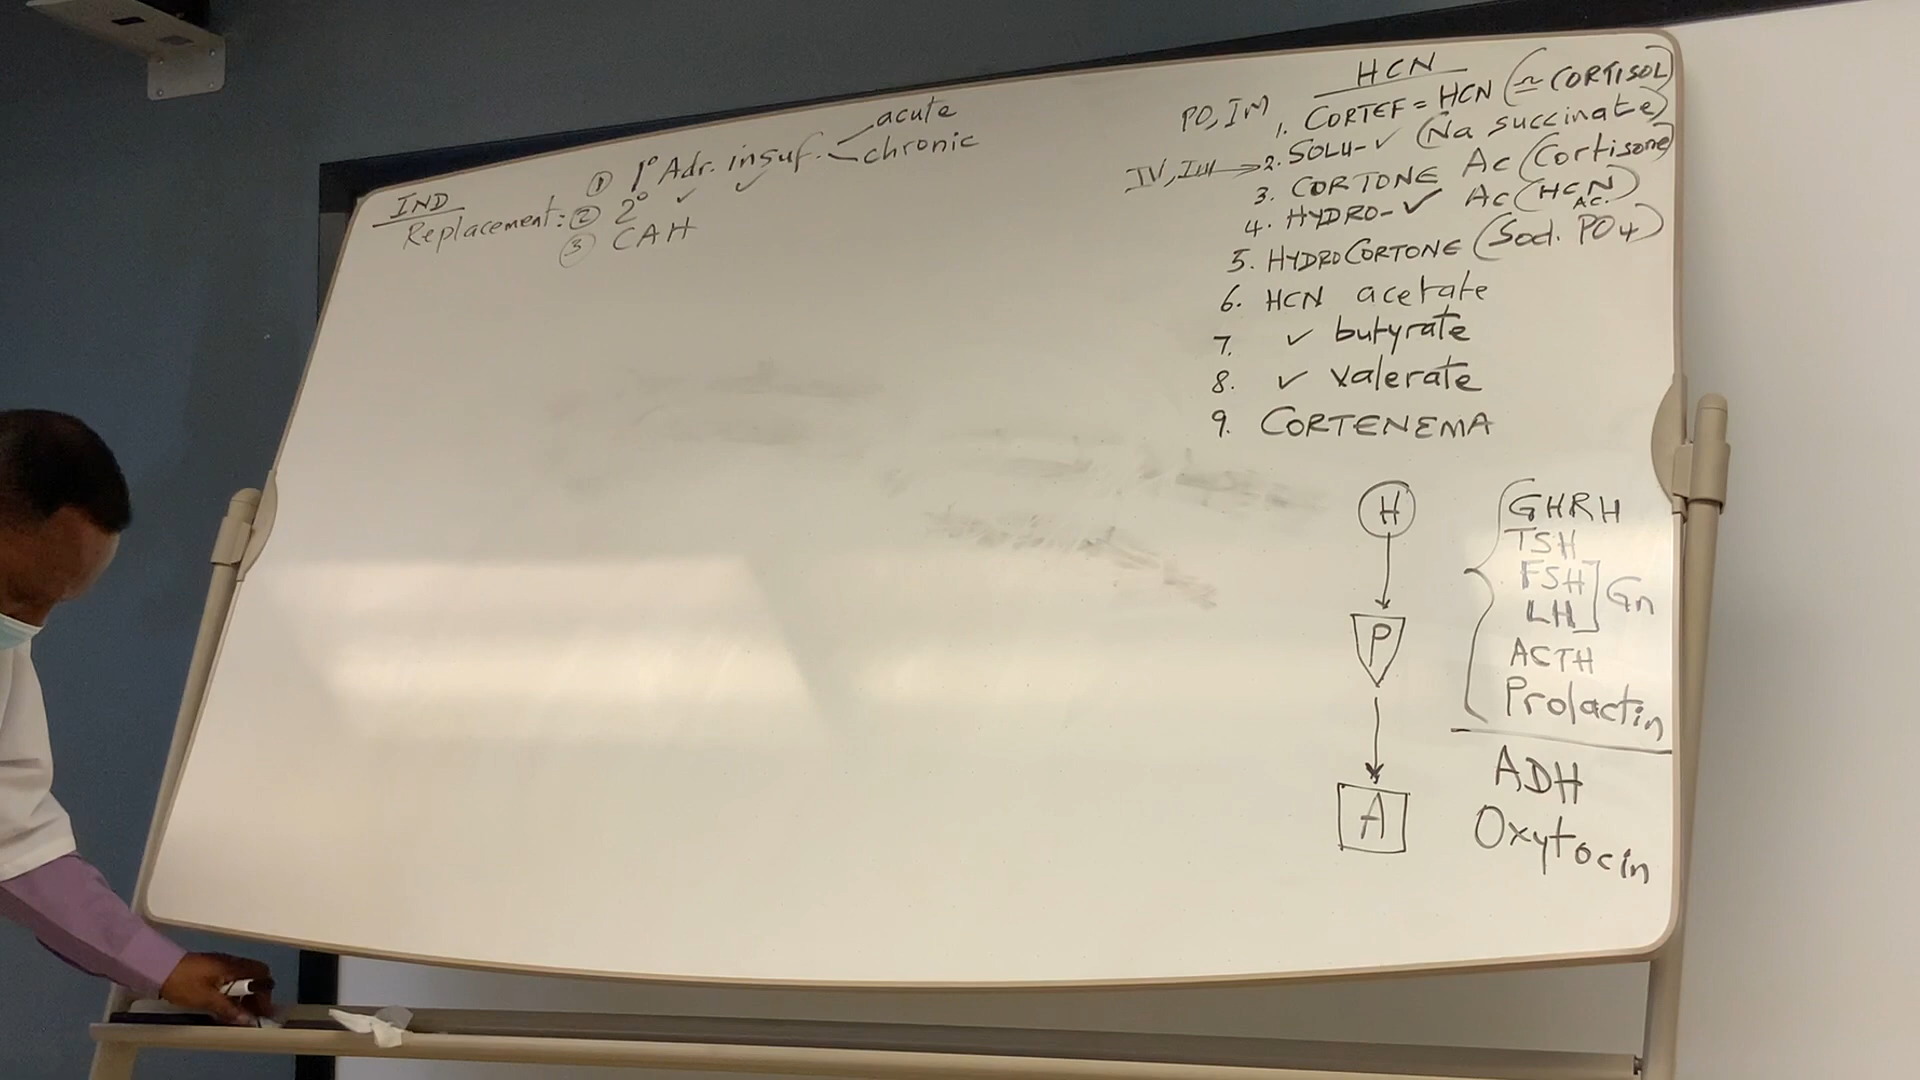 IND
Replacement: ① 1° Adr. insuf. acute
chronic
② 2° ✓ ✓
③ CAH
HCN
PO, IM 1. CORTEF = HCN (≃ CORTISOL)
IV, IM → 2. SOLU-✓ (Na succinate)
3. CORTONE Ac (Cortisone)
4. HYDRO-✓ Ac (HCN AC.)
5. HYDROCORTONE (Sod. PO4)
6. HCN acetate
7. ✓ butyrate
8. ✓ valerate
9. CORTENEMA
H
P
A
GHRH
TSH
FSH
LH
Gn
ACTH
Prolactin
ADH
Oxytocin